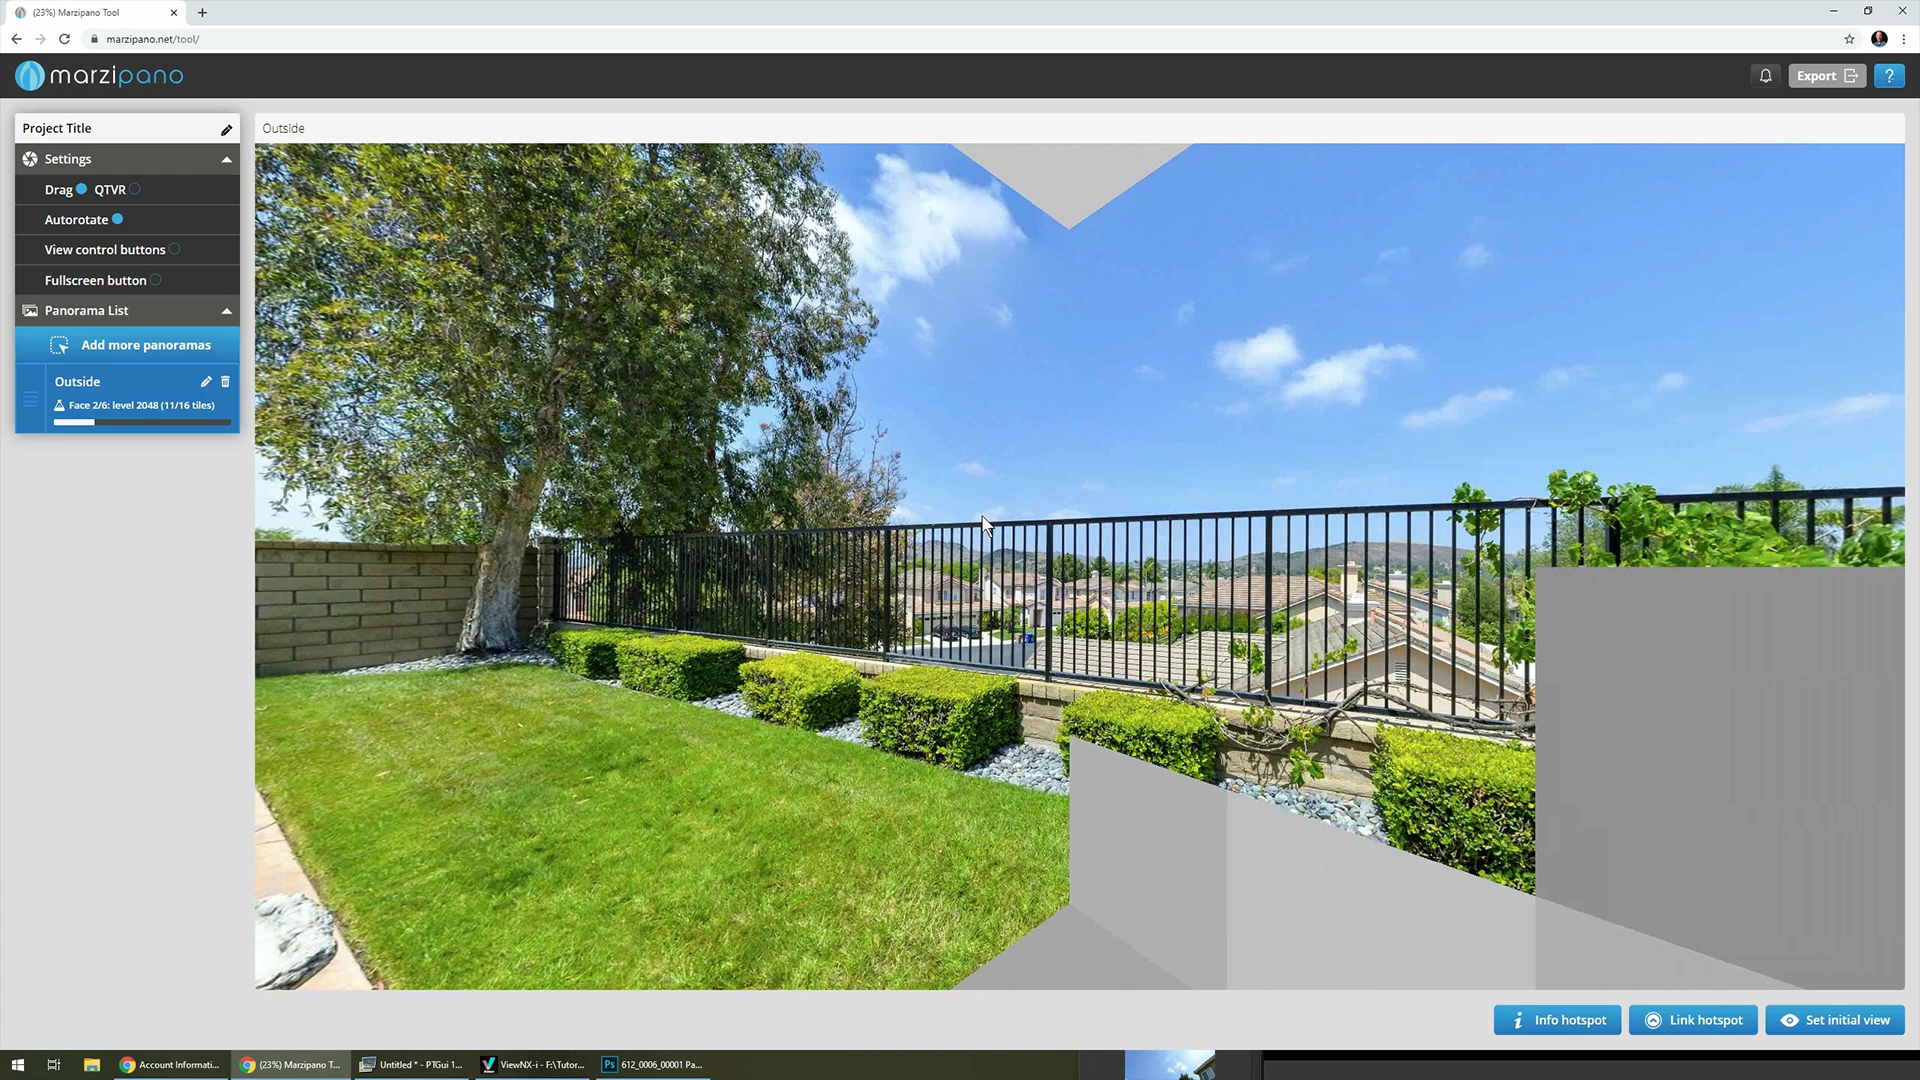 (23%) Marzipano Tool
marzipano.net/tool/
marzipano
Export
?
Project Title
Outside
Settings
Drag QTVR
Autorotate
View control buttons
Fullscreen button
Panorama List
Add more panoramas
Outside
Face 2/6: level 2048 (11/16 tiles)
i Info hotspot
Link hotspot
Set initial view
Account Informati...
(23%) Marzipano T...
Untitled * - PTGui 1...
ViewNX-i - F:\Tutor...
Ps 612_0006_00001 Pa...